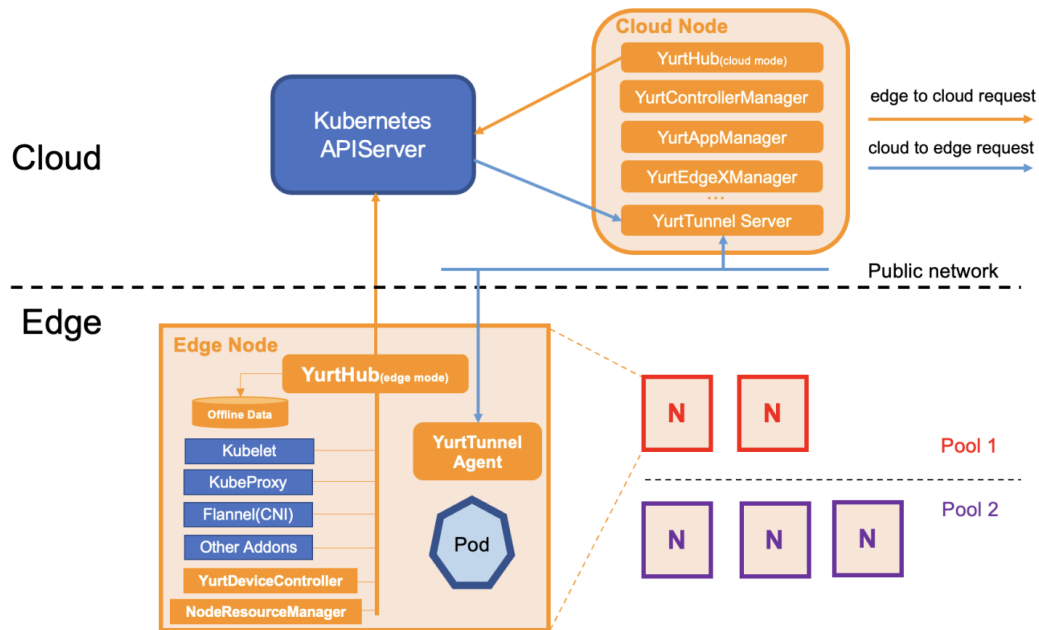 Cloud Node
YurtHub(cloud mode)
YurtControllerManager
YurtAppManager
YurtEdgeXManager
...
YurtTunnel Server
Kubernetes
APIServer
edge to cloud request
cloud to edge request
Cloud
Public network
Edge
Edge Node
YurtHub(edge mode)
Offline Data
Kubelet
KubeProxy
Flannel(CNI)
Other Addons
YurtDeviceController
NodeResourceManager
YurtTunnel
Agent
Pod
N
N
Pool 1
Pool 2
N
N
N